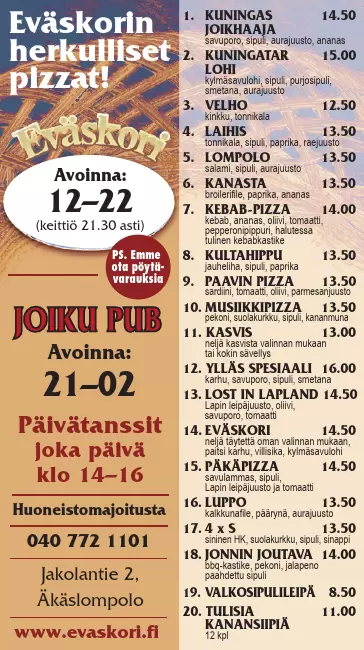 Eväskorin
herkulliset
pizzat!
Eväskori
Avoinna:
12–22
(keittiö 21.30 asti)
PS. Emme
ota pöytä-
varauksia
JOIKU PUB
Avoinna:
21–02
Päivätanssit
joka päivä
klo 14–16
Huoneistomajoitusta
040 772 1101
Jakolantie 2,
Äkäslompolo
www.evaskori.fi
1. KUNINGAS 14.50
JOIKHAAJA
savuporo, sipuli, aurajuusto, ananas
2. KUNINGATAR 15.00
LOHI
kylmäsavulohi, sipuli, purjosipuli,
smetana, aurajuusto
3. VELHO 12.50
kinkku, tonnikala
4. LAIHIS 13.50
tonnikala, sipuli, paprika, raejuusto
5. LOMPOLO 13.50
salami, sipuli, aurajuusto
6. KANASTA 13.50
broilerifile, paprika, ananas
7. KEBAB-PIZZA 14.00
kebab, ananas, oliivi, tomaatti,
pepperonipippuri, halutessa
tulinen kebabkastike
8. KULTAHIPPU 13.50
jauheliha, sipuli, paprika
9. PAAVIN PIZZA 13.50
sardiini, tomaatti, oliivi, parmesanjuusto
10. MUSIIKKIPIZZA 13.50
pekoni, suolakurkku, sipuli, kananmuna
11. KASVIS 13.00
neljä kasvista valinnan mukaan
tai kokin sävellys
12. YLLÄS SPESIAALI 16.00
karhu, savuporo, sipuli, smetana
13. LOST IN LAPLAND 14.50
Lapin leipäjuusto, oliivi,
savuporo, tomaatti
14. EVÄSKORI 14.50
neljä täytettä oman valinnan mukaan,
paitsi karhu, villisika, kylmäsavulohi
15. PÄKÄPIZZA 14.50
savulammas, sipuli,
Lapin leipäjuusto ja tomaatti
16. LUPPO 13.50
kalkkunafile, päärynä, aurajuusto
17. 4 x S 13.50
sininen HK, suolakurkku, sipuli, sinappi
18. JONNIN JOUTAVA 14.00
bbq-kastike, pekoni, jalapeno
paahdettu sipuli
19. VALKOSIPULILEIPÄ 8.50
20. TULISIA 11.00
KANANSIIPIÄ
12 kpl